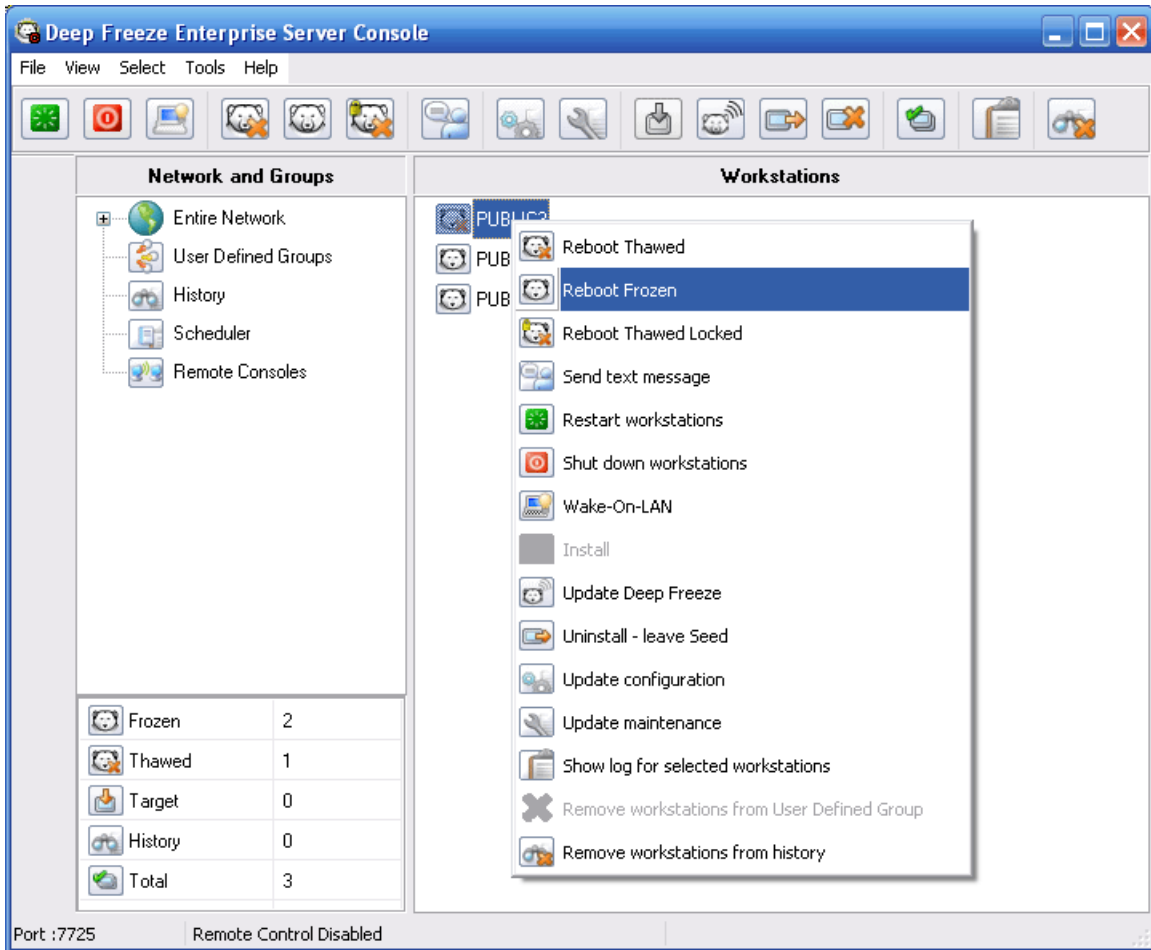 Deep Freeze Enterprise Server Console
File View Select Tools Help
Network and Groups
Workstations
Entire Network
User Defined Groups
History
Scheduler
Remote Consoles
PUB
PUB
Reboot Thawed
Reboot Frozen
Reboot Thawed Locked
Send text message
Restart workstations
Shut down workstations
Wake-On-LAN
Install
Update Deep Freeze
Uninstall - leave Seed
Update configuration
Update maintenance
Show log for selected workstations
Remove workstations from User Defined Group
Remove workstations from history
Frozen 2
Thawed 1
Target 0
History 0
Total 3
Port :7725 Remote Control Disabled